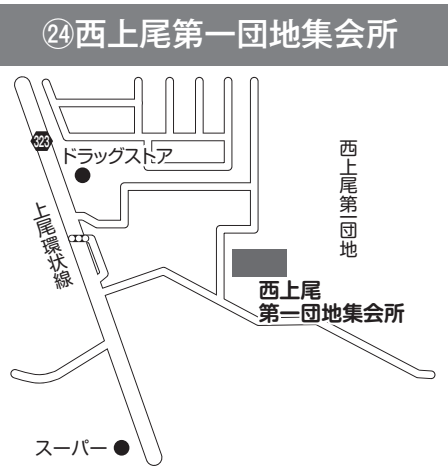 ㉔西上尾第一団地集会所
323
ドラッグストア
上尾環状線
西上尾第一団地
西上尾
第一団地集会所
スーパー